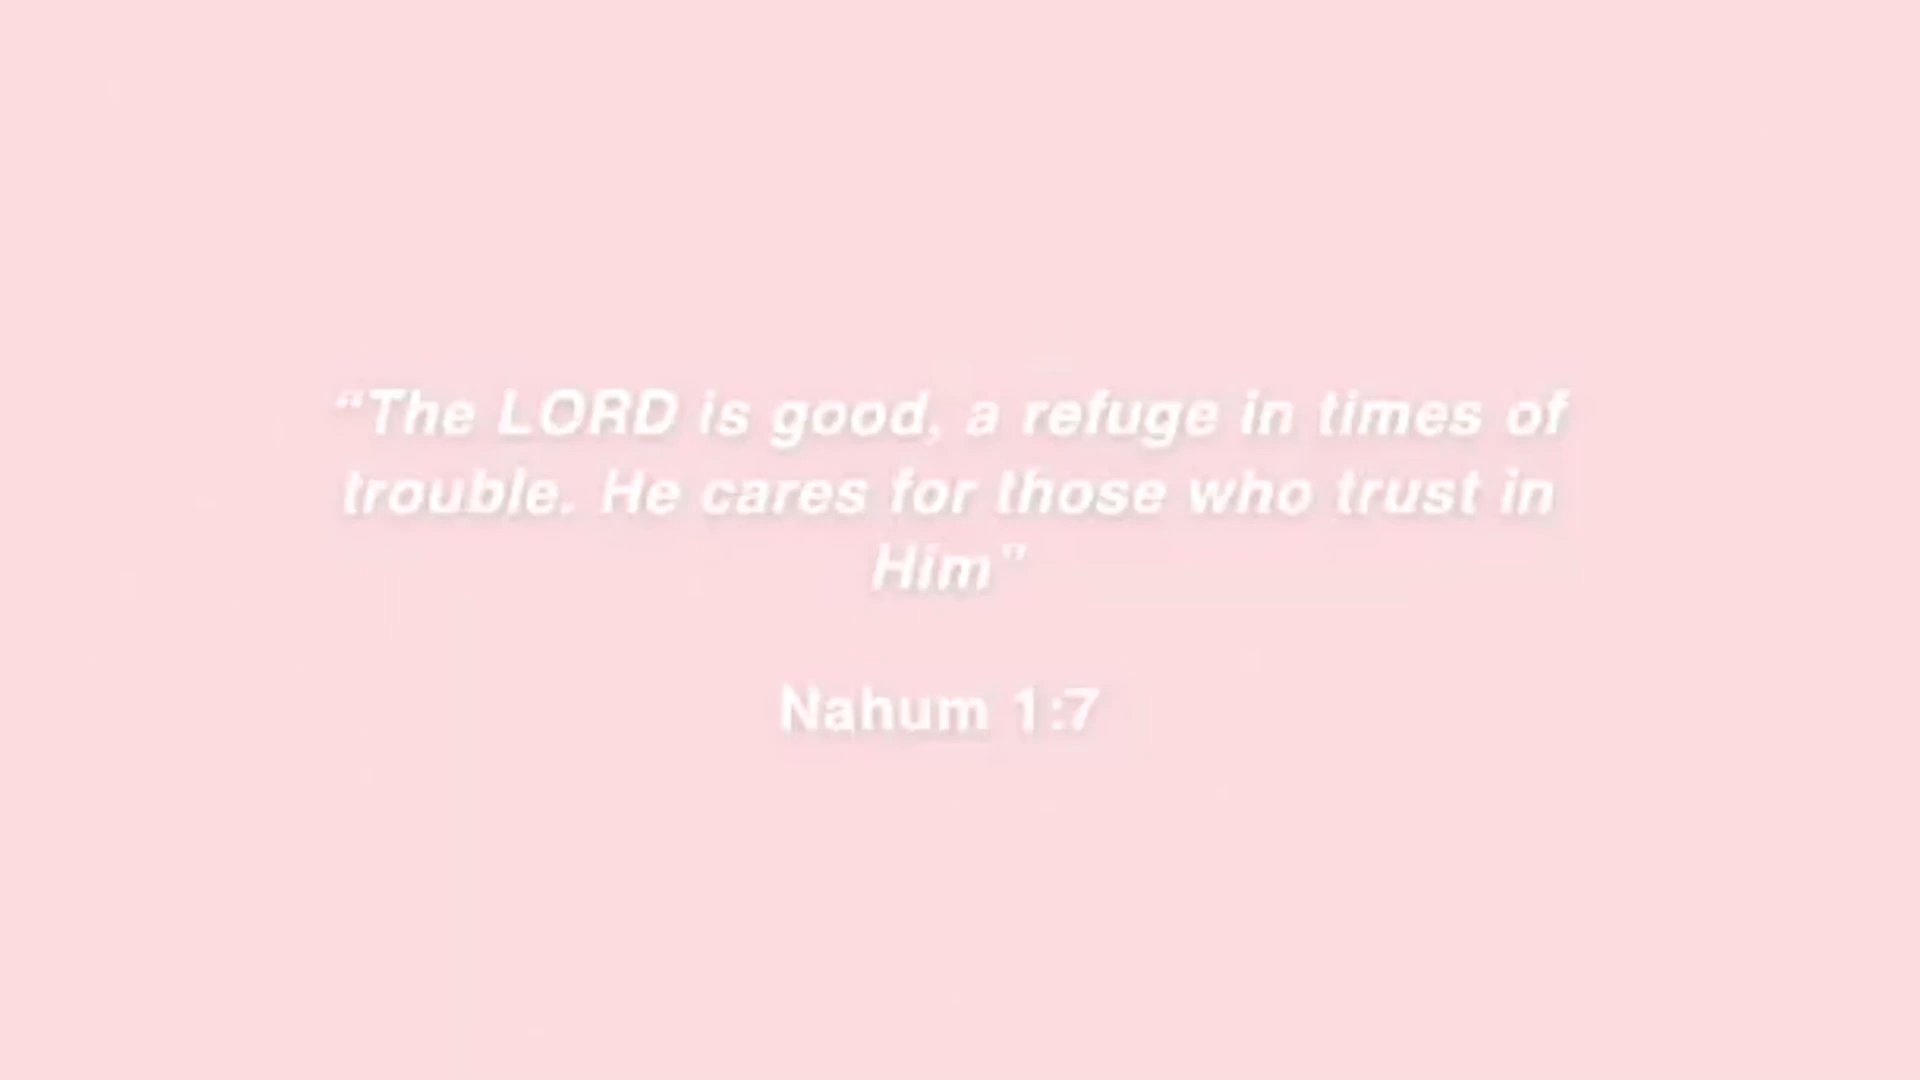 “The LORD is good, a refuge in times of
trouble. He cares for those who trust in
Him”
Nahum 1:7